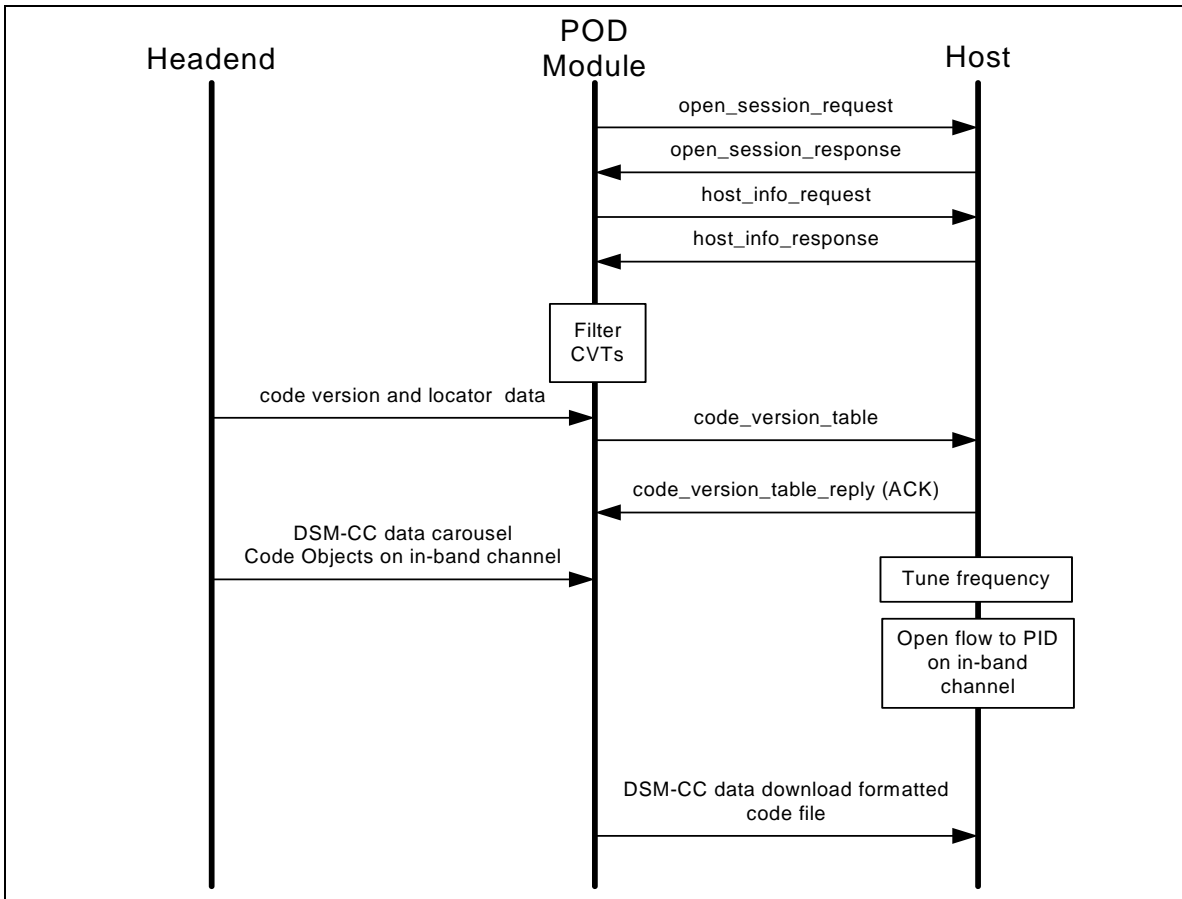 Headend
POD
Module
Host
open_session_request
open_session_response
host_info_request
host_info_response
Filter
CVTs
code version and locator data
code_version_table
code_version_table_reply (ACK)
DSM-CC data carousel
Code Objects on in-band channel
Tune frequency
Open flow to PID
on in-band
channel
DSM-CC data download formatted
code file